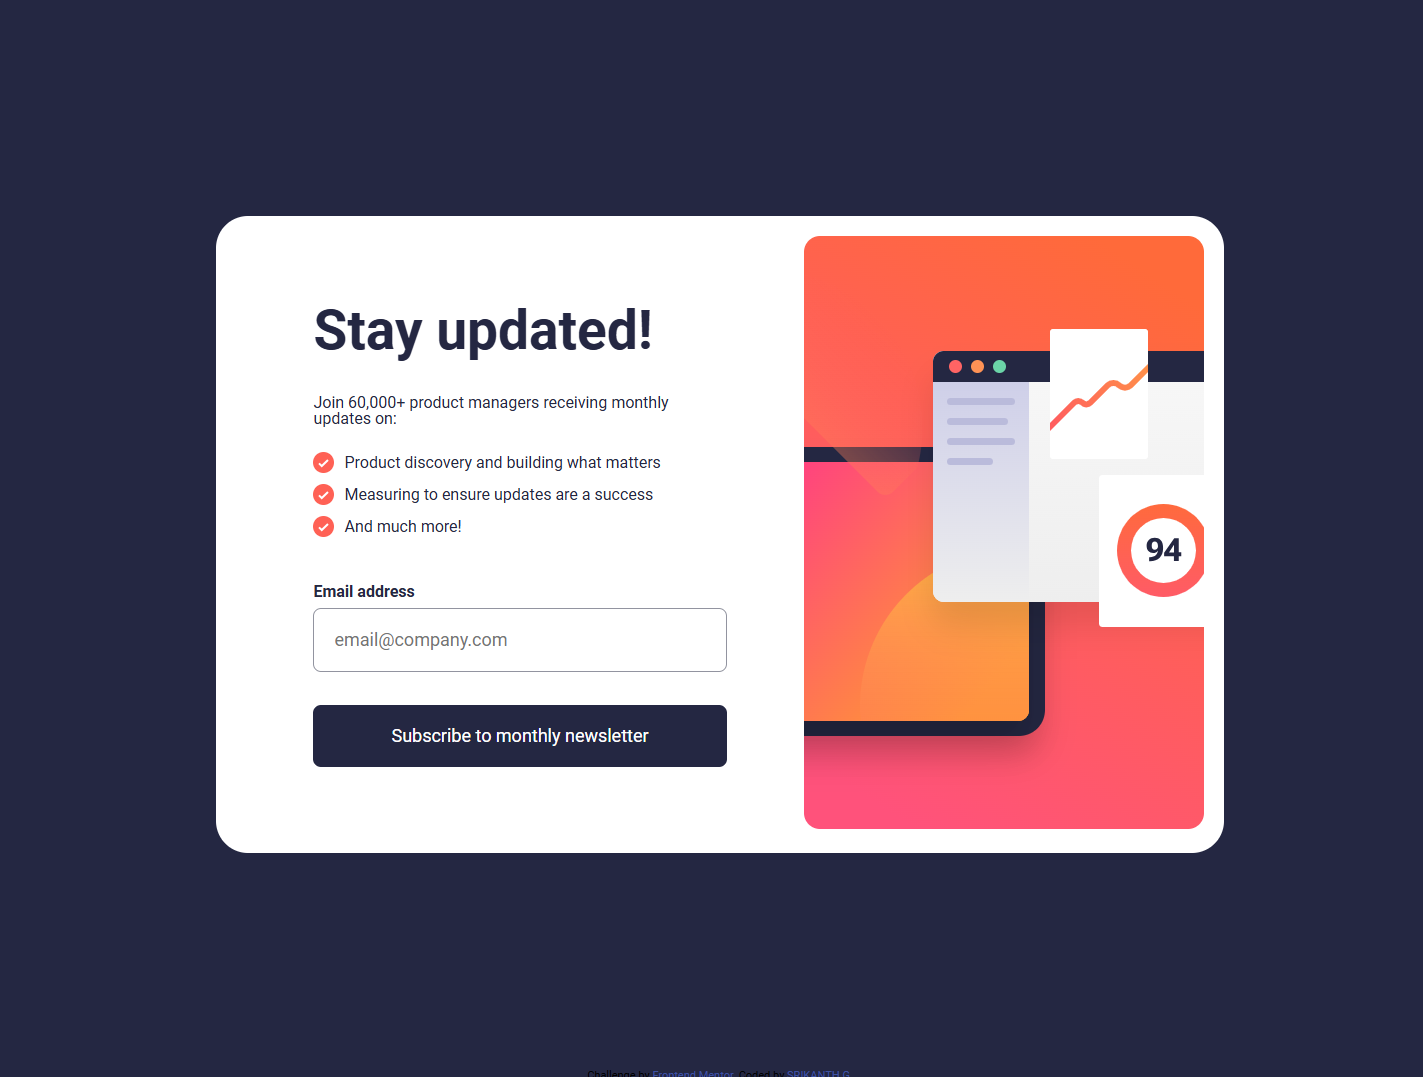 Stay updated!
Join 60,000+ product managers receiving monthly
updates on:
Product discovery and building what matters
Measuring to ensure updates are a success
And much more!
Email address
email@company.com
Subscribe to monthly newsletter
94
Challenge by Frontend Mentor. Coded by SRIKANTH G.